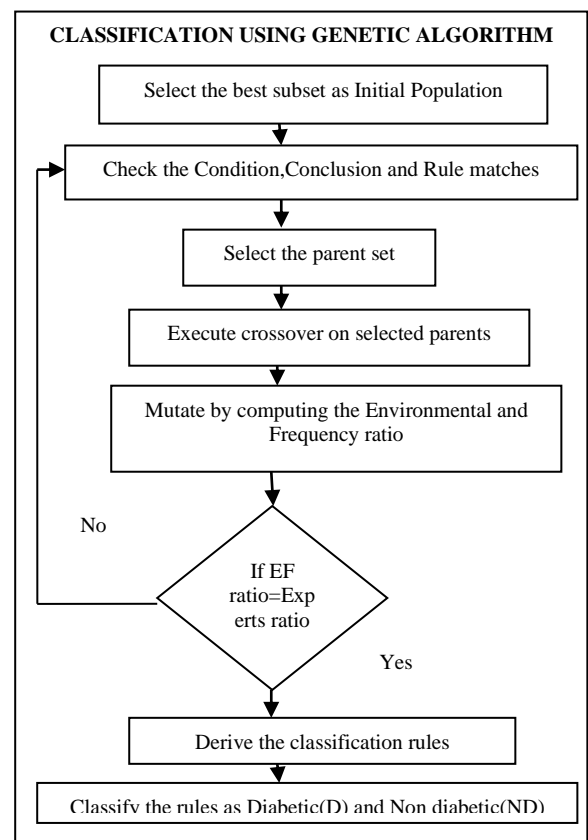 CLASSIFICATION USING GENETIC ALGORITHM
Select the best subset as Initial Population
Check the Condition,Conclusion and Rule matches
Select the parent set
Execute crossover on selected parents
Mutate by computing the Environmental and
Frequency ratio
No
If EF
ratio=Exp
erts ratio
Yes
Derive the classification rules
Classify the rules as Diabetic(D) and Non diabetic(ND)